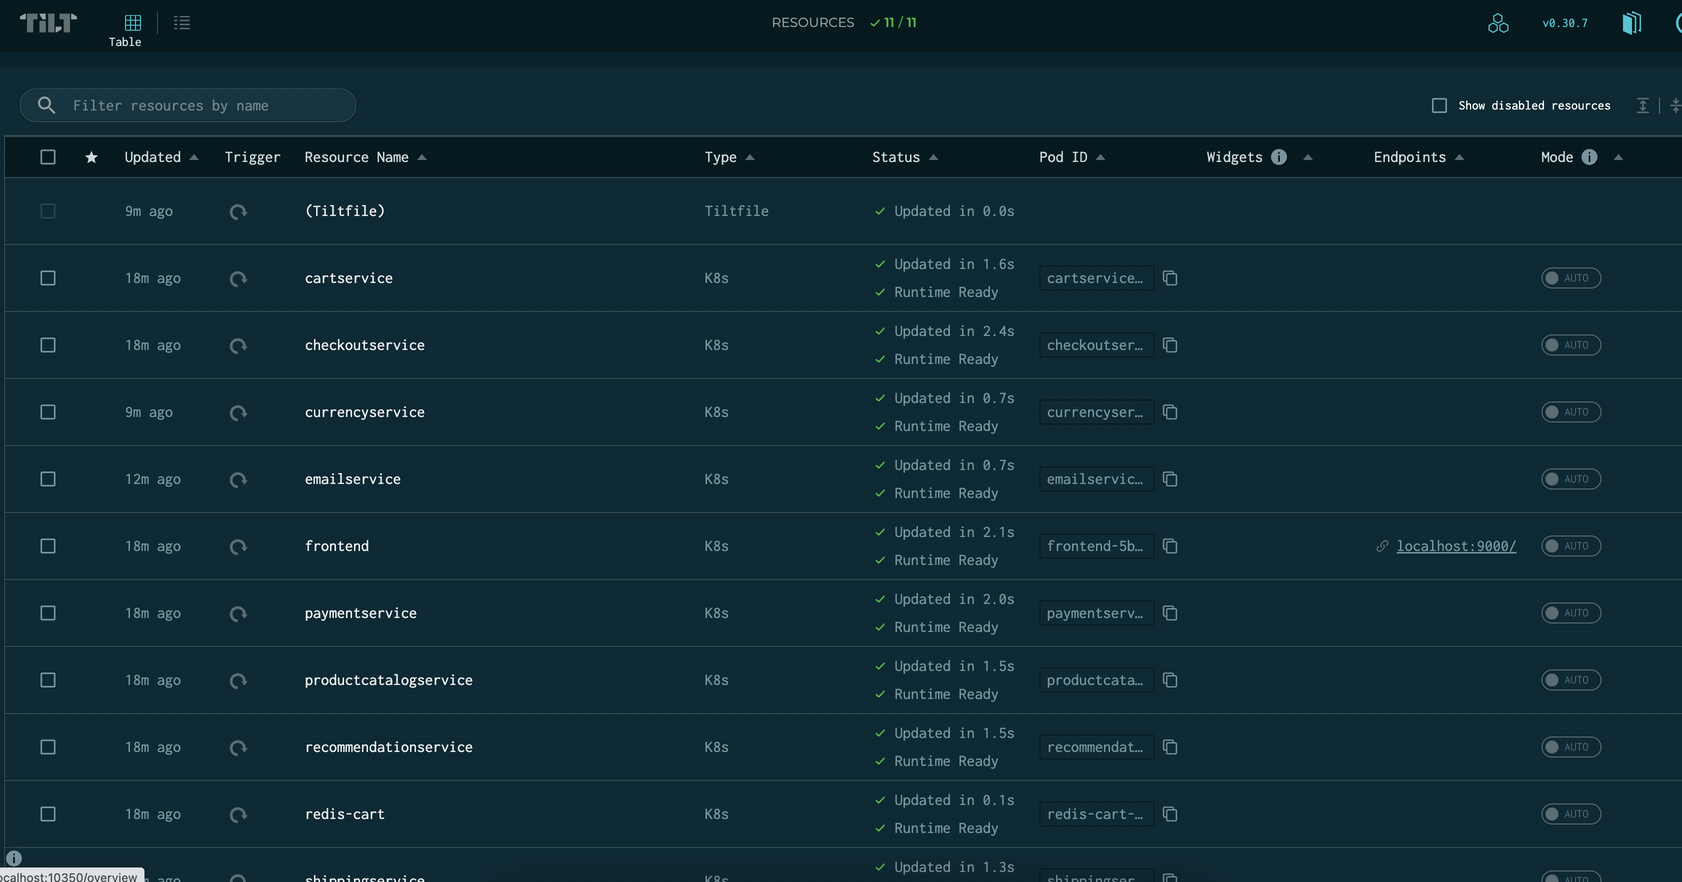 TILT
Table
RESOURCES 11 / 11
v0.30.7
Filter resources by name
Show disabled resources
Updated Trigger Resource Name Type Status Pod ID Widgets Endpoints Mode
9m ago (Tiltfile) Tiltfile Updated in 0.0s
18m ago cartservice K8s Updated in 1.6s cartservice… AUTO
Runtime Ready
18m ago checkoutservice K8s Updated in 2.4s checkoutser… AUTO
Runtime Ready
9m ago currencyservice K8s Updated in 0.7s currencyser… AUTO
Runtime Ready
12m ago emailservice K8s Updated in 0.7s emailservic… AUTO
Runtime Ready
18m ago frontend K8s Updated in 2.1s frontend-5b… localhost:9000/ AUTO
Runtime Ready
18m ago paymentservice K8s Updated in 2.0s paymentserv… AUTO
Runtime Ready
18m ago productcatalogservice K8s Updated in 1.5s productcata… AUTO
Runtime Ready
18m ago recommendationservice K8s Updated in 1.5s recommendat… AUTO
Runtime Ready
18m ago redis-cart K8s Updated in 0.1s redis-cart-… AUTO
Runtime Ready
Updated in 1.3s
ago shippingservice K8s shippingser… AUTO
ocalhost:10350/overview